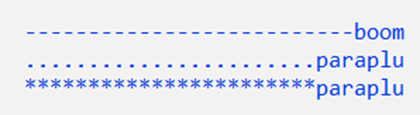 --------------------------boom
.......................paraplu
***********************paraplu